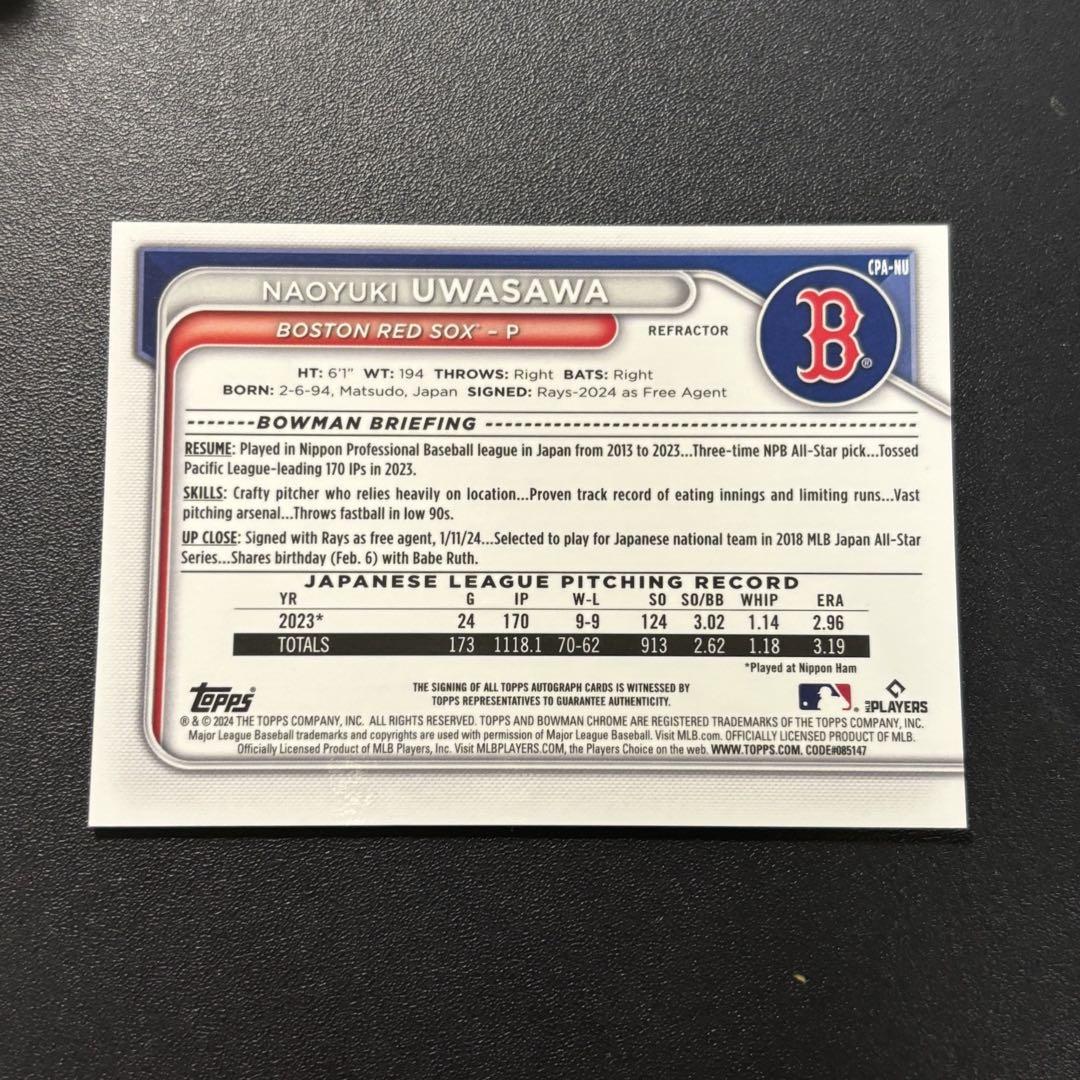 CPA-NU
NAOYUKI UWASAWA
BOSTON RED SOX™ – P
REFRACTOR
B®
HT: 6'1" WT: 194 THROWS: Right BATS: Right
BORN: 2-6-94, Matsudo, Japan SIGNED: Rays-2024 as Free Agent
BOWMAN BRIEFING
RESUME: Played in Nippon Professional Baseball league in Japan from 2013 to 2023...Three-time NPB All-Star pick...Tossed
Pacific League-leading 170 IPs in 2023.
SKILLS: Crafty pitcher who relies heavily on location...Proven track record of eating innings and limiting runs...Vast
pitching arsenal...Throws fastball in low 90s.
UP CLOSE: Signed with Rays as free agent, 1/11/24...Selected to play for Japanese national team in 2018 MLB Japan All-Star
Series...Shares birthday (Feb. 6) with Babe Ruth.
JAPANESE LEAGUE PITCHING RECORD
YR G IP W-L SO SO/BB WHIP ERA
2023* 24 170 9-9 124 3.02 1.14 2.96
TOTALS 173 1118.1 70-62 913 2.62 1.18 3.19
*Played at Nippon Ham
topps®
THE SIGNING OF ALL TOPPS AUTOGRAPH CARDS IS WITNESSED BY
TOPPS REPRESENTATIVES TO GUARANTEE AUTHENTICITY.
MLB PLAYERS
® & © 2024 THE TOPPS COMPANY, INC. ALL RIGHTS RESERVED. TOPPS AND BOWMAN CHROME ARE REGISTERED TRADEMARKS OF THE TOPPS COMPANY, INC.
Major League Baseball trademarks and copyrights are used with permission of Major League Baseball. Visit MLB.com. OFFICIALLY LICENSED PRODUCT OF MLB.
Officially Licensed Product of MLB Players, Inc. Visit MLBPLAYERS.COM, the Players Choice on the web. WWW.TOPPS.COM. CODE#085147